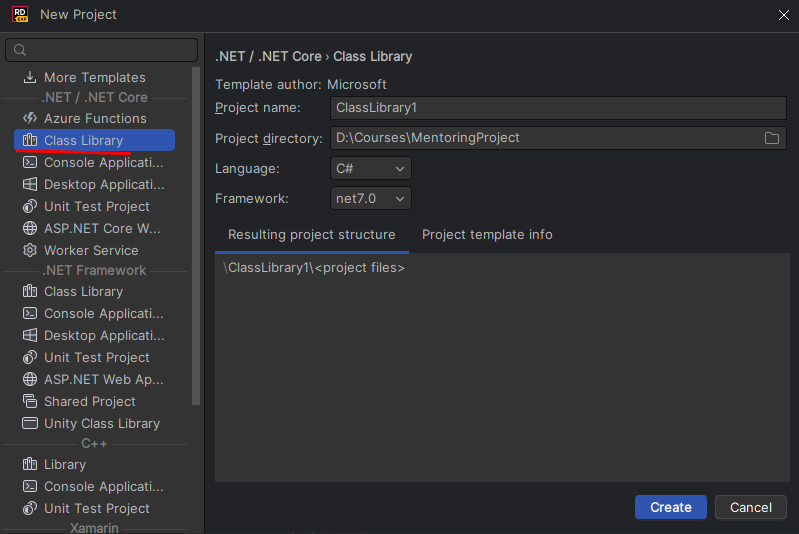 RD
EAP
New Project
More Templates
.NET / .NET Core
Azure Functions
Class Library
Console Applicati...
Desktop Applicati...
Unit Test Project
ASP.NET Core W...
Worker Service
.NET Framework
Class Library
Console Applicati...
Desktop Applicati...
Unit Test Project
ASP.NET Web Ap...
Shared Project
Unity Class Library
C++
Library
Console Applicati...
Unit Test Project
Xamarin
.NET / .NET Core › Class Library
Template author: Microsoft
Project name: ClassLibrary1
Project directory: D:\Courses\MentoringProject
Language: C#
Framework: net7.0
Resulting project structure Project template info
\ClassLibrary1\<project files>
Create Cancel